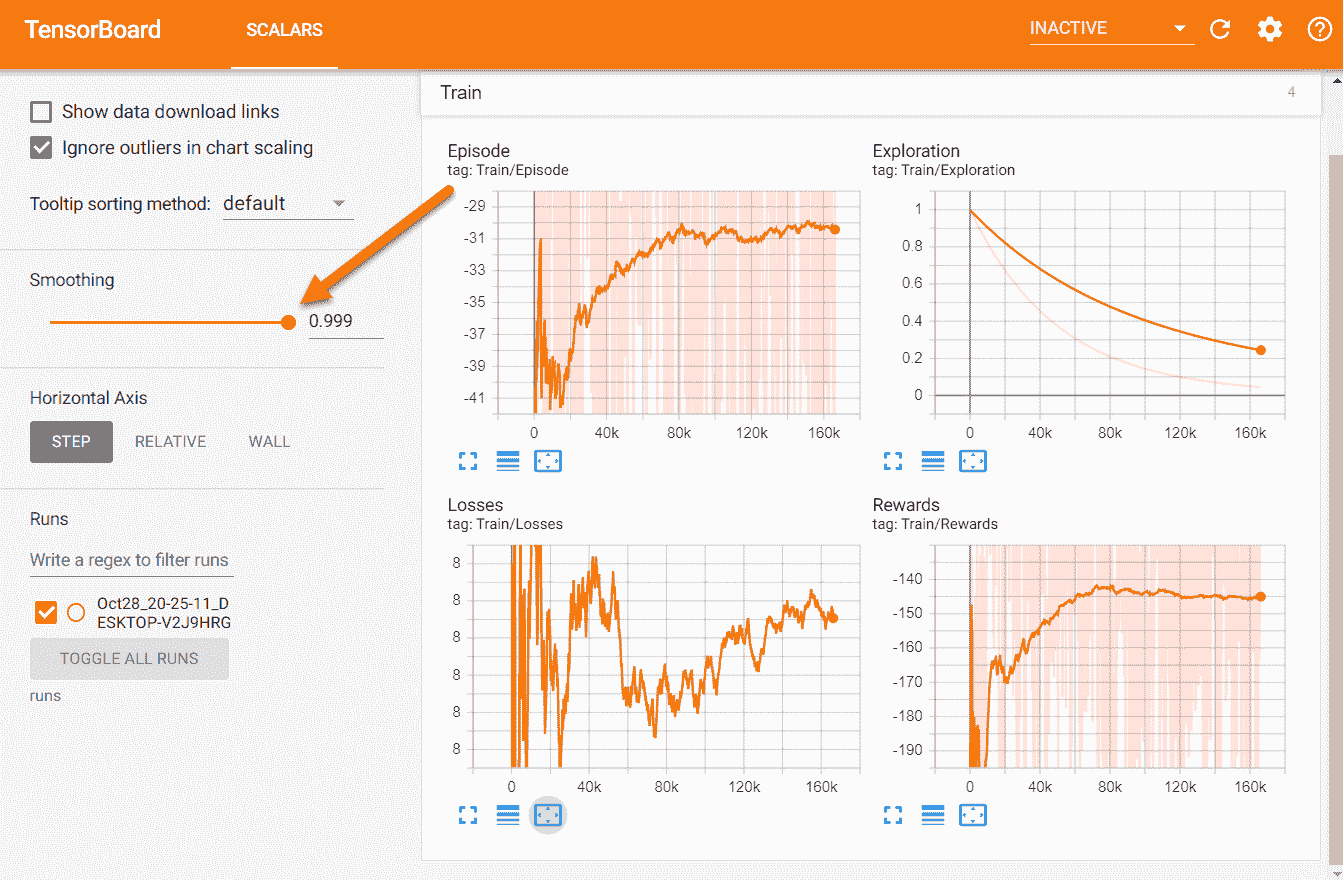 TensorBoard
SCALARS
INACTIVE
Show data download links
Ignore outliers in chart scaling
Tooltip sorting method: default
Smoothing
0.999
Horizontal Axis
STEP RELATIVE WALL
Runs
Write a regex to filter runs
Oct28_20-25-11_D
ESKTOP-V2J9HRG
TOGGLE ALL RUNS
runs
Train
4
Episode
tag: Train/Episode
-29
-31
-33
-35
-37
-39
-41
0 40k 80k 120k 160k
Exploration
tag: Train/Exploration
1
0.8
0.6
0.4
0.2
0
0 40k 80k 120k 160k
Losses
tag: Train/Losses
8
8
8
8
8
8
0 40k 80k 120k 160k
Rewards
tag: Train/Rewards
-140
-150
-160
-170
-180
-190
0 40k 80k 120k 160k